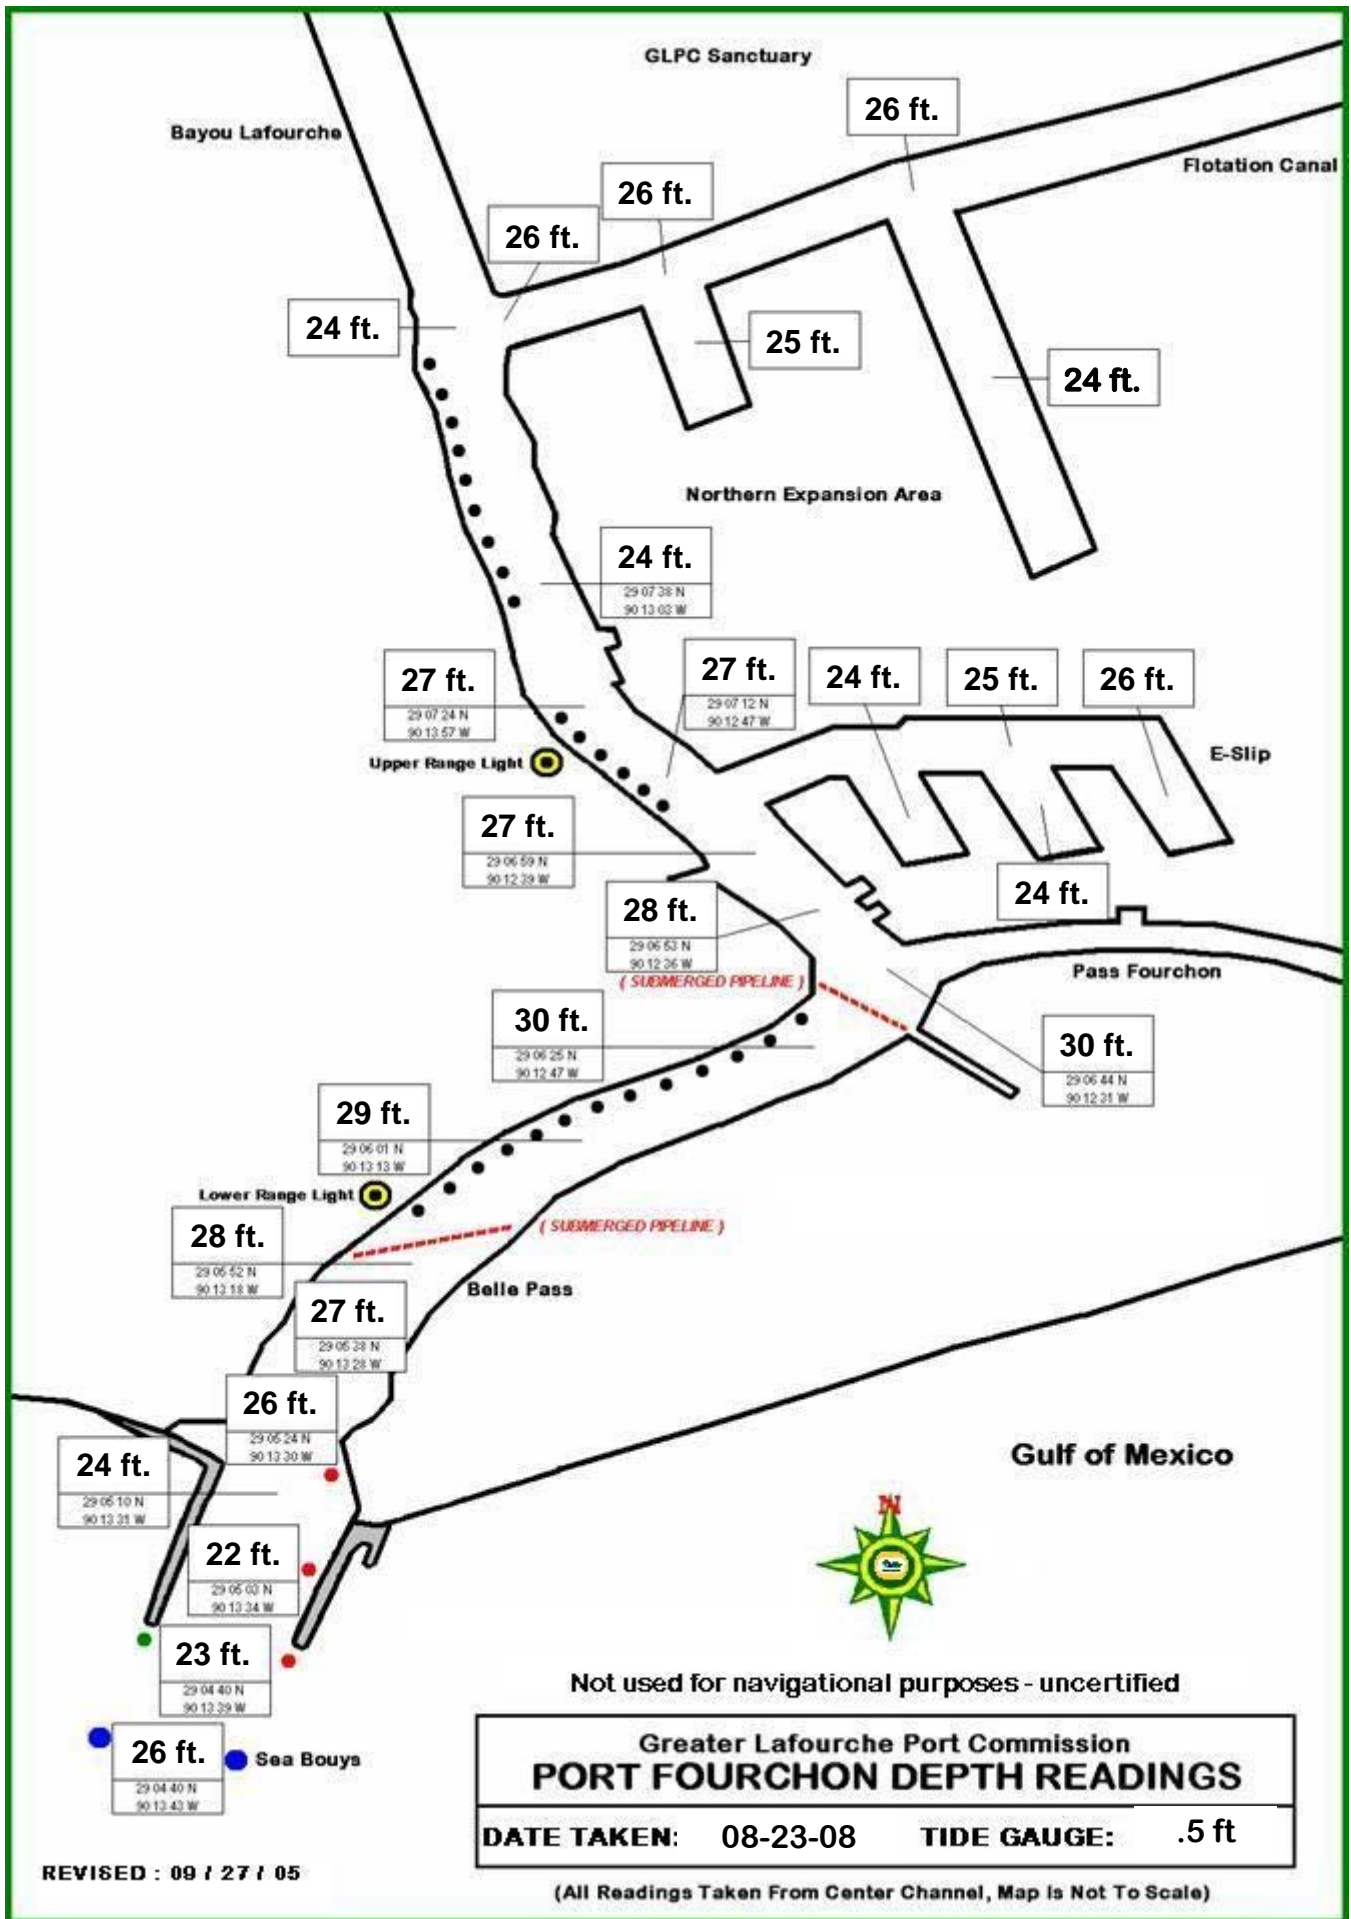 GLPC Sanctuary
26 ft.
Bayou Lafourche
Flotation Canal
26 ft.
26 ft.
24 ft.
25 ft.
24 ft.
Northern Expansion Area
24 ft.
29 07 38 N
90 13 03 W
27 ft.
29 07 24 N
90 13 57 W
27 ft.
29 07 12 N
90 12 47 W
24 ft.
25 ft.
26 ft.
E-Slip
Upper Range Light
27 ft.
29 06 59 N
90 12 39 W
24 ft.
28 ft.
29 06 53 N
90 12 36 W
( SUBMERGED PIPELINE )
Pass Fourchon
30 ft.
29 06 25 N
90 12 47 W
30 ft.
29 06 44 N
90 12 31 W
29 ft.
29 06 01 N
90 13 13 W
Lower Range Light
28 ft.
29 05 52 N
90 13 18 W
( SUBMERGED PIPELINE )
Belle Pass
27 ft.
29 05 38 N
90 13 28 W
26 ft.
29 05 24 N
90 13 30 W
24 ft.
29 05 10 N
90 13 31 W
Gulf of Mexico
N
22 ft.
29 05 03 N
90 13 34 W
23 ft.
29 04 40 N
90 13 39 W
26 ft.
29 04 40 N
90 13 43 W
Sea Bouys
Not used for navigational purposes - uncertified
Greater Lafourche Port Commission
PORT FOURCHON DEPTH READINGS
DATE TAKEN: 08-23-08 TIDE GAUGE: .5 ft
REVISED : 09 / 27 / 05
(All Readings Taken From Center Channel, Map Is Not To Scale)